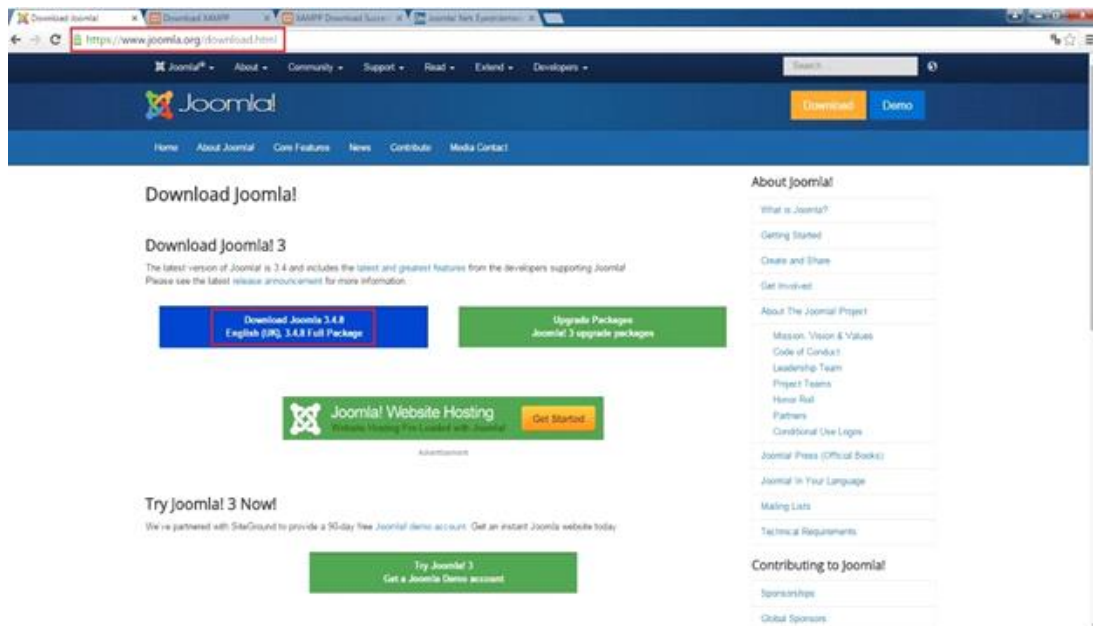 Download Joomla!
Download XAMPP
XAMPP Download Succes
https://www.joomla.org/download.html
Joomla!® About Community Support Read Extend Developers
Search
Joomla!
Download
Demo
Home About Joomla! Core Features News Contribute Media Contact
Download Joomla!
Download Joomla! 3
The latest version of Joomla! is 3.4 and includes the latest and greatest features from the developers supporting Joomla!
Please see the latest release announcement for more information.
Download Joomla 3.4.8
English (UK), 3.4.8 Full Package
Upgrade Packages
Joomla! 3 upgrade packages
Joomla! Website Hosting
Website Hosting Pre-Loaded with Joomla!
Get Started
Advertisement
Try Joomla! 3 Now!
We've partnered with SiteGround to provide a 90-day free Joomla! demo account. Get an instant Joomla website today
Try Joomla! 3
Get a Joomla Demo account
About Joomla!
What is Joomla?
Getting Started
Create and Share
Get Involved
About The Joomla! Project
Mission, Vision & Values
Code of Conduct
Leadership Team
Project Teams
Honor Roll
Partners
Conditional Use Logos
Joomla! Press (Official Books)
Joomla! In Your Language
Mailing Lists
Technical Requirements
Contributing to Joomla!
Sponsorships
Global Sponsors